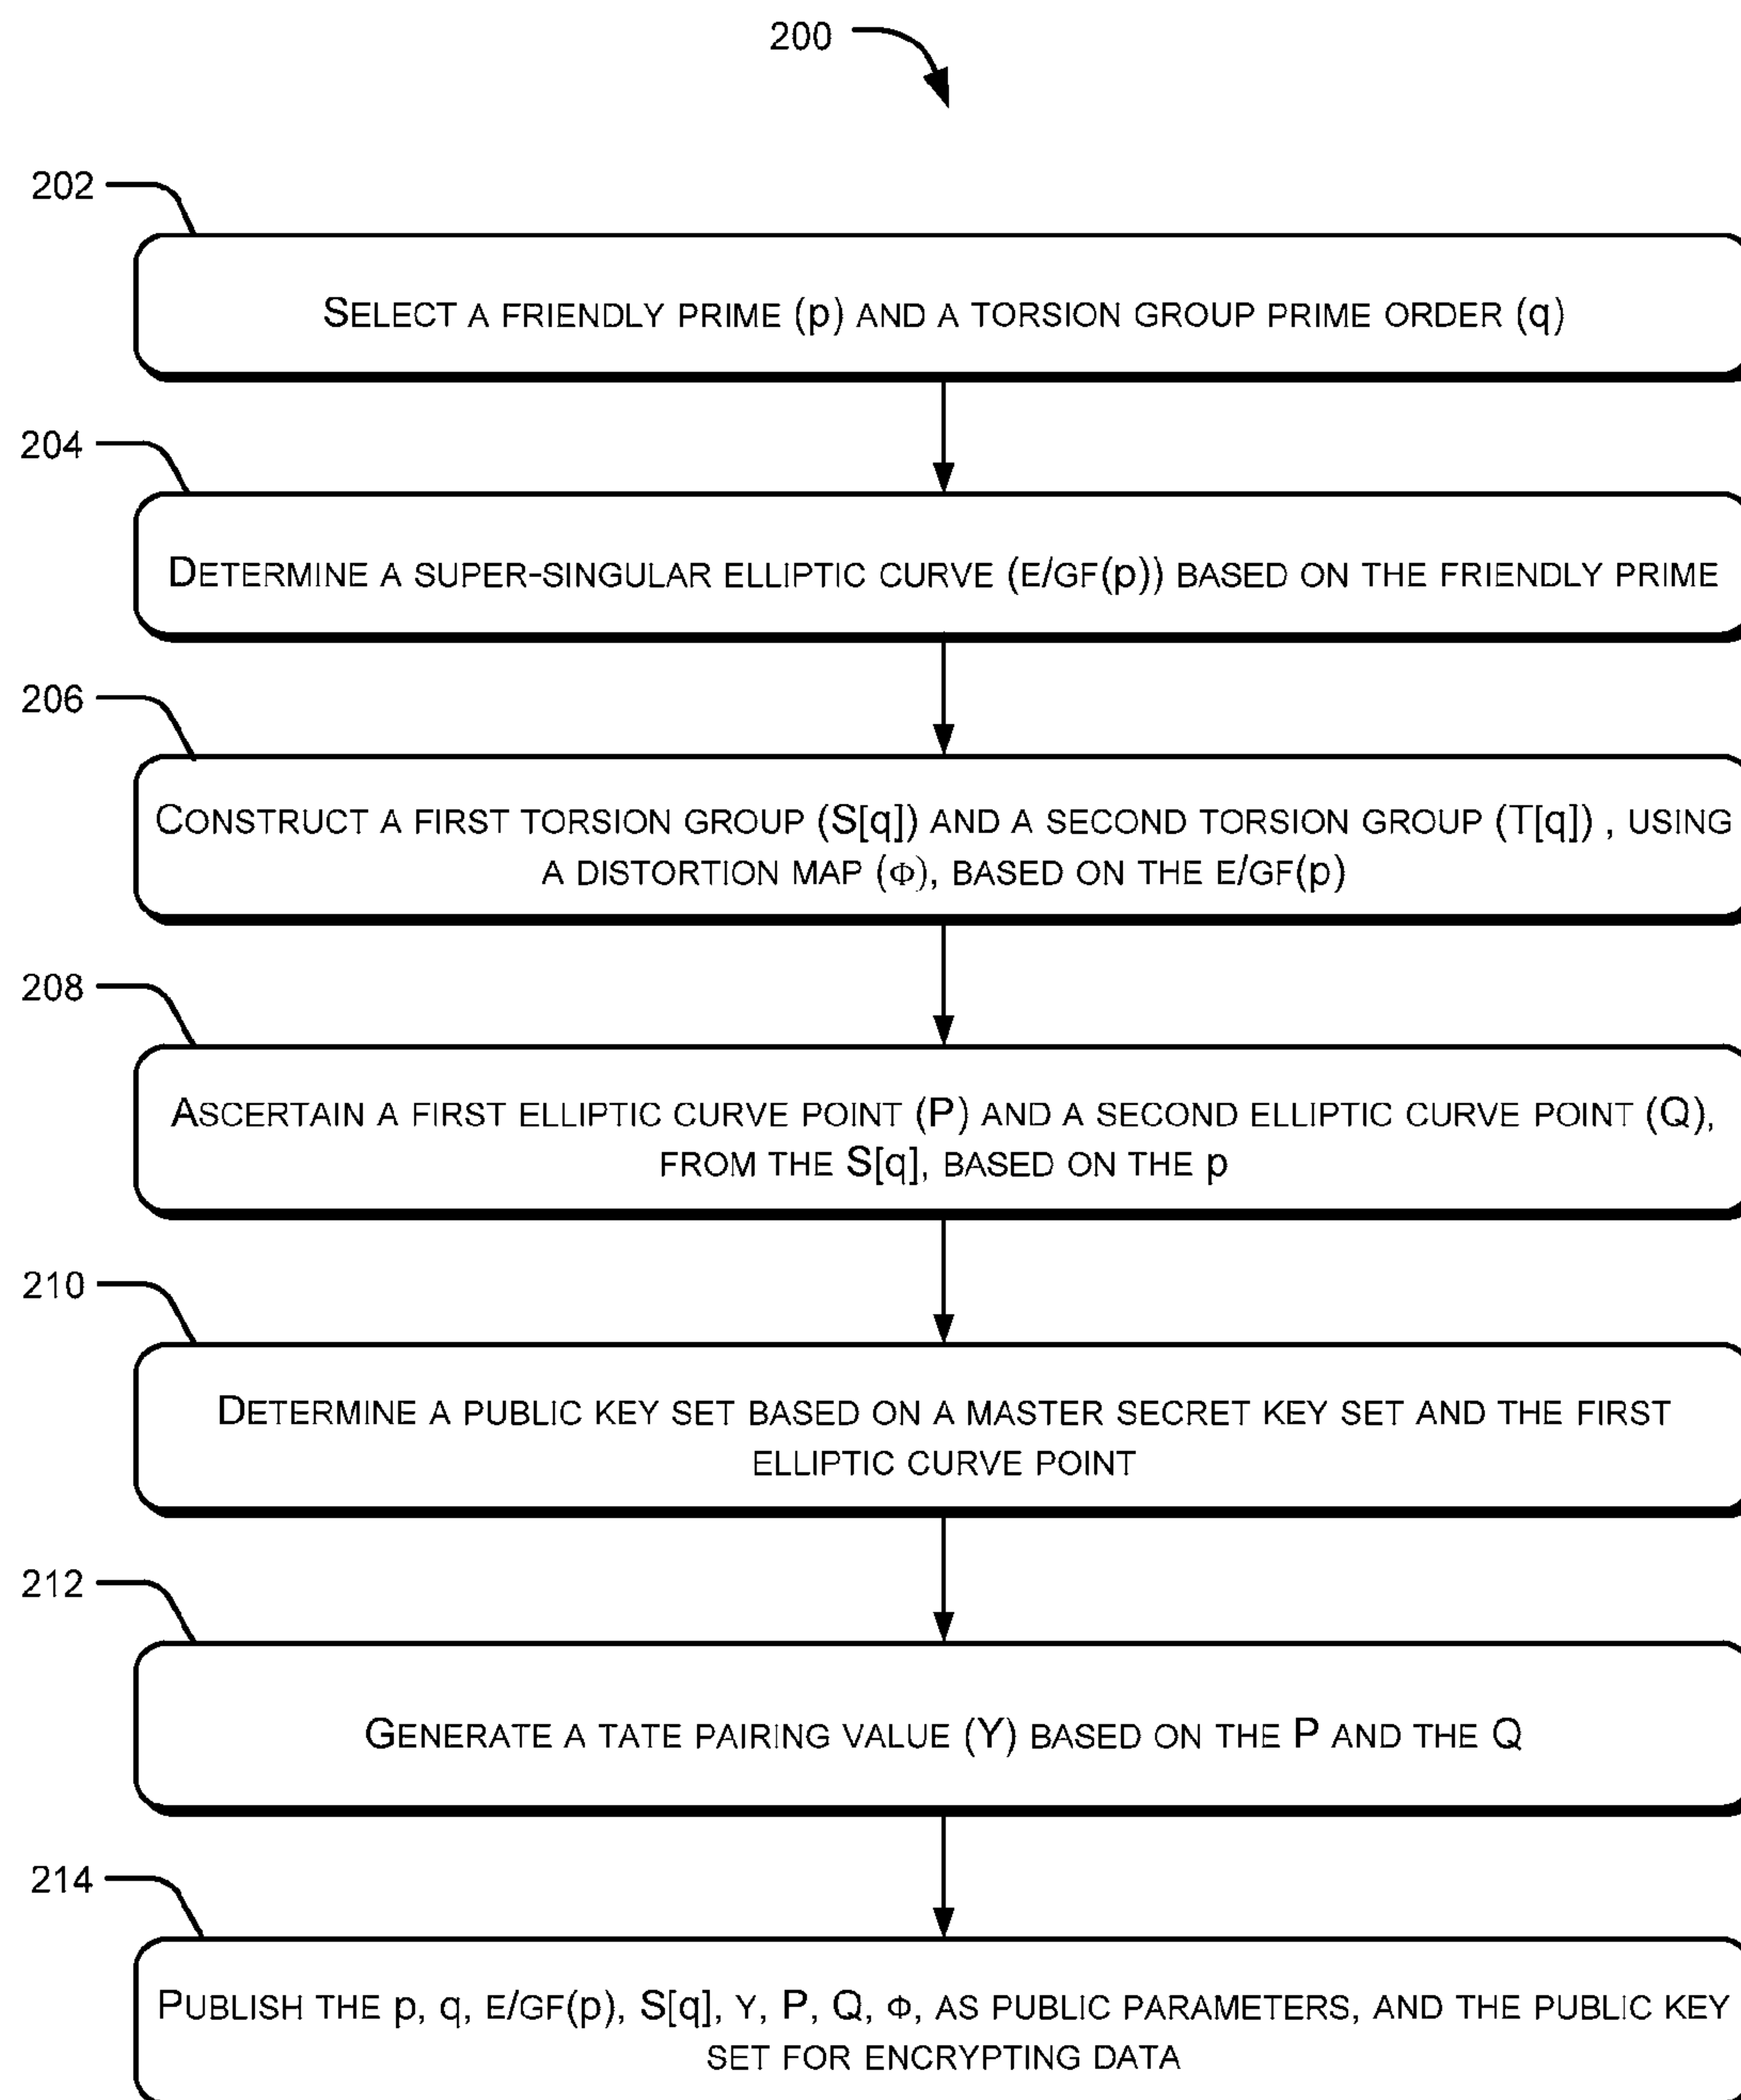 200
202
SELECT A FRIENDLY PRIME (p) AND A TORSION GROUP PRIME ORDER (q)
204
DETERMINE A SUPER-SINGULAR ELLIPTIC CURVE (E/GF(p)) BASED ON THE FRIENDLY PRIME
206
CONSTRUCT A FIRST TORSION GROUP (S[q]) AND A SECOND TORSION GROUP (T[q]) , USING
A DISTORTION MAP (Φ), BASED ON THE E/GF(p)
208
ASCERTAIN A FIRST ELLIPTIC CURVE POINT (P) AND A SECOND ELLIPTIC CURVE POINT (Q),
FROM THE S[q], BASED ON THE p
210
DETERMINE A PUBLIC KEY SET BASED ON A MASTER SECRET KEY SET AND THE FIRST
ELLIPTIC CURVE POINT
212
GENERATE A TATE PAIRING VALUE (Y) BASED ON THE P AND THE Q
214
PUBLISH THE p, q, E/GF(p), S[q], Y, P, Q, Φ, AS PUBLIC PARAMETERS, AND THE PUBLIC KEY
SET FOR ENCRYPTING DATA